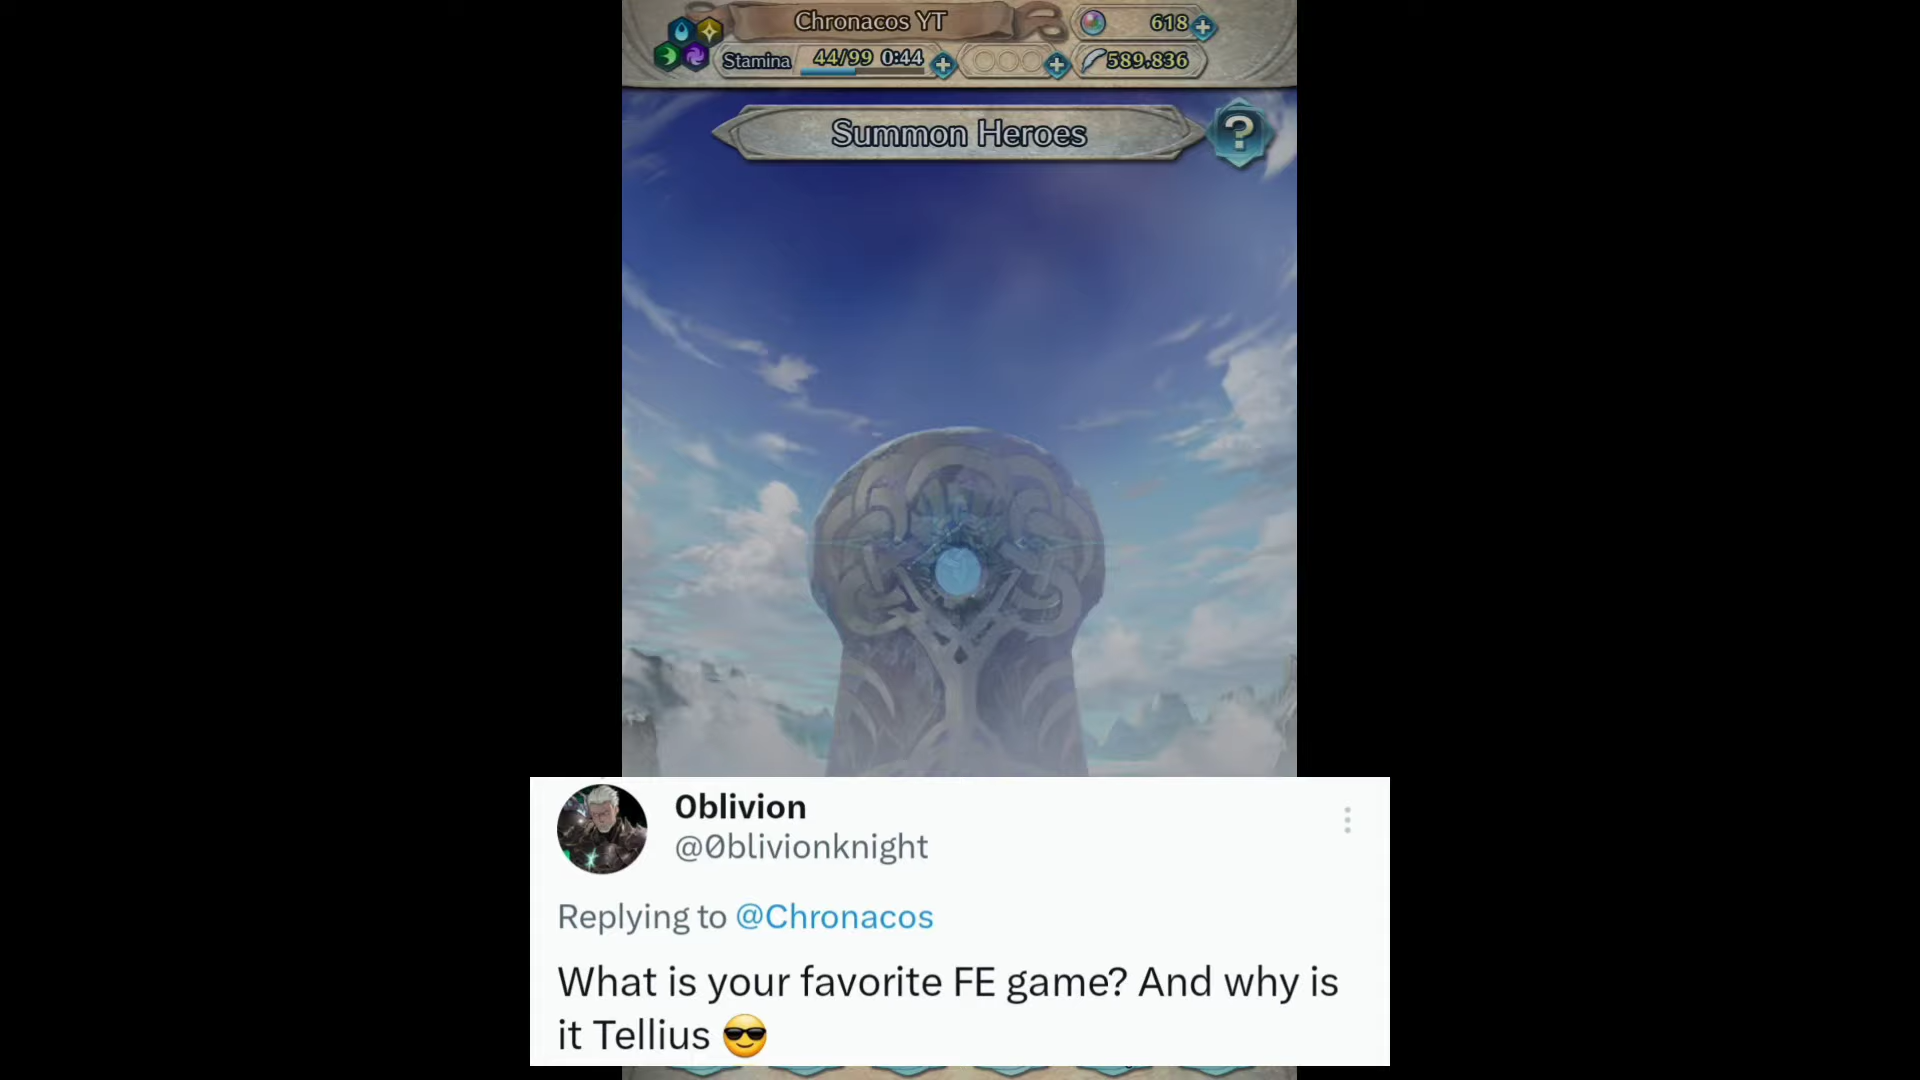 Chronacos YT
618
Stamina 44/99 0:44
589,836
Summon Heroes
?
0blivion
@0blivionknight
Replying to @Chronacos
What is your favorite FE game? And why is
it Tellius 😎